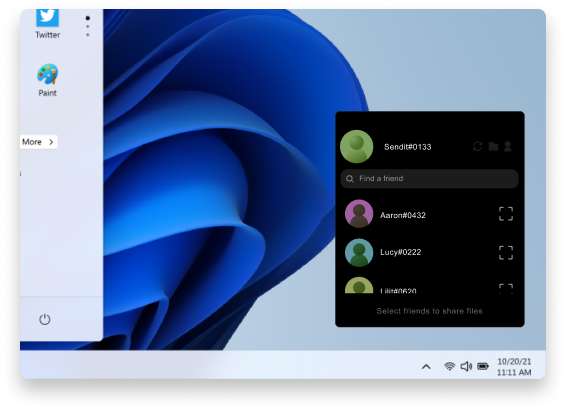 Twitter
Paint
More
Sendit#0133
Find a friend
Aaron#0432
Lucy#0222
Lilit#0620
Select friends to share files
10/20/21
11:11 AM